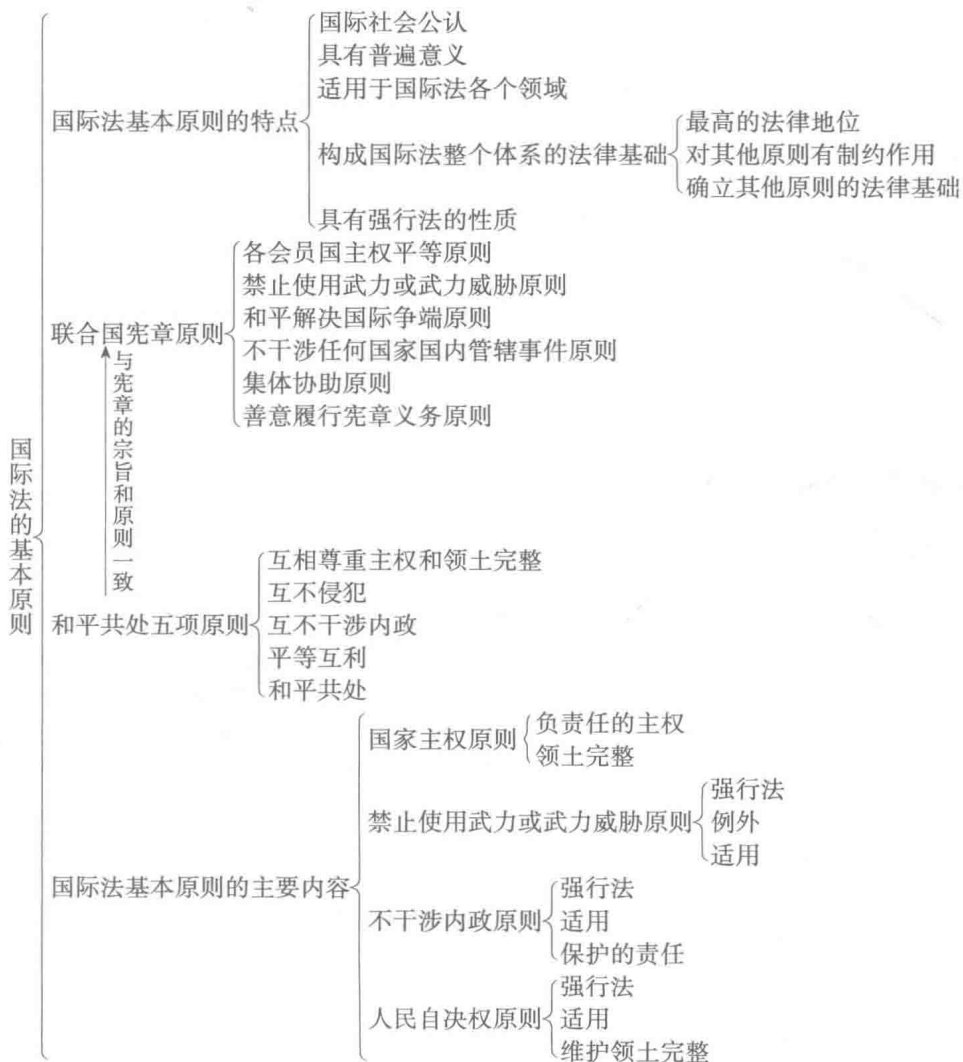 国际法的基本原则
国际法基本原则的特点
国际社会公认
具有普遍意义
适用于国际法各个领域
构成国际法整个体系的法律基础
最高的法律地位
对其他原则有制约作用
确立其他原则的法律基础
具有强行法的性质
联合国宪章原则
各会员国主权平等原则
禁止使用武力或武力威胁原则
和平解决国际争端原则
不干涉任何国家国内管辖事件原则
集体协助原则
善意履行宪章义务原则
与宪章的宗旨和原则一致
和平共处五项原则
互相尊重主权和领土完整
互不侵犯
互不干涉内政
平等互利
和平共处
国际法基本原则的主要内容
国家主权原则
负责任的主权
领土完整
禁止使用武力或武力威胁原则
强行法
例外
适用
不干涉内政原则
强行法
适用
保护的责任
人民自决权原则
强行法
适用
维护领土完整